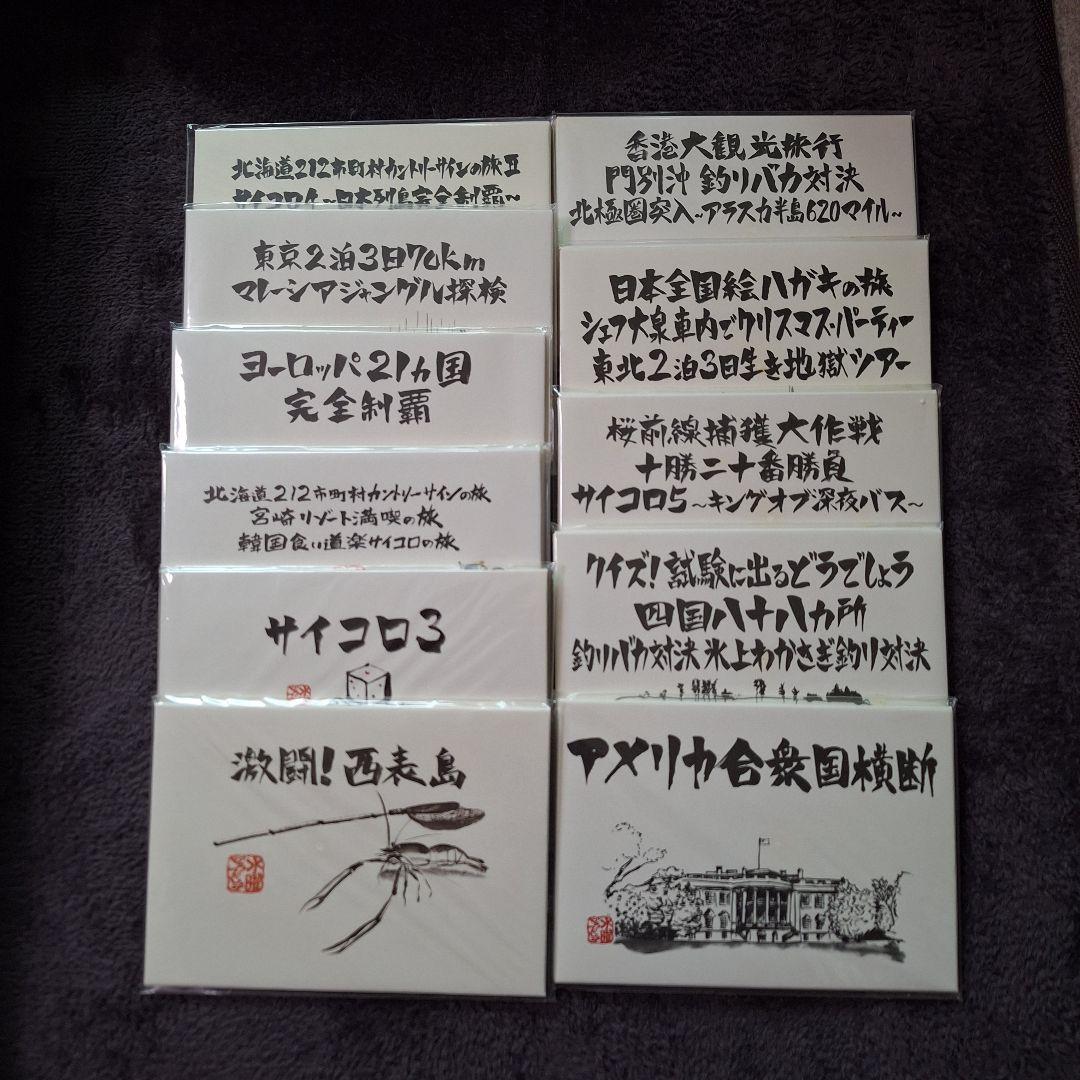 北海道212市町村カントリーサインの旅Ⅱ
サイコロ4~日本列島完全制覇~
東京2泊3日70km
マレーシアジャングル探検
ヨーロッパ21ヵ国
完全制覇
北海道212市町村カントリーサインの旅
宮崎リゾート満喫の旅
韓国食い道楽サイコロの旅
サイコロ3
激闘!西表島
香港大観光旅行
門別沖 釣りバカ対決
北極圏突入~アラスカ半島620マイル~
日本全国絵ハガキの旅
シェフ大泉車内でクリスマス・パーティー
東北2泊3日生き地獄ツアー
桜前線捕獲大作戦
十勝二十番勝負
サイコロ5~キングオブ深夜バス~
クイズ!試験に出るどうでしょう
四国八十八カ所
釣りバカ対決 氷上わかさぎ釣り対決
アメリカ合衆国横断